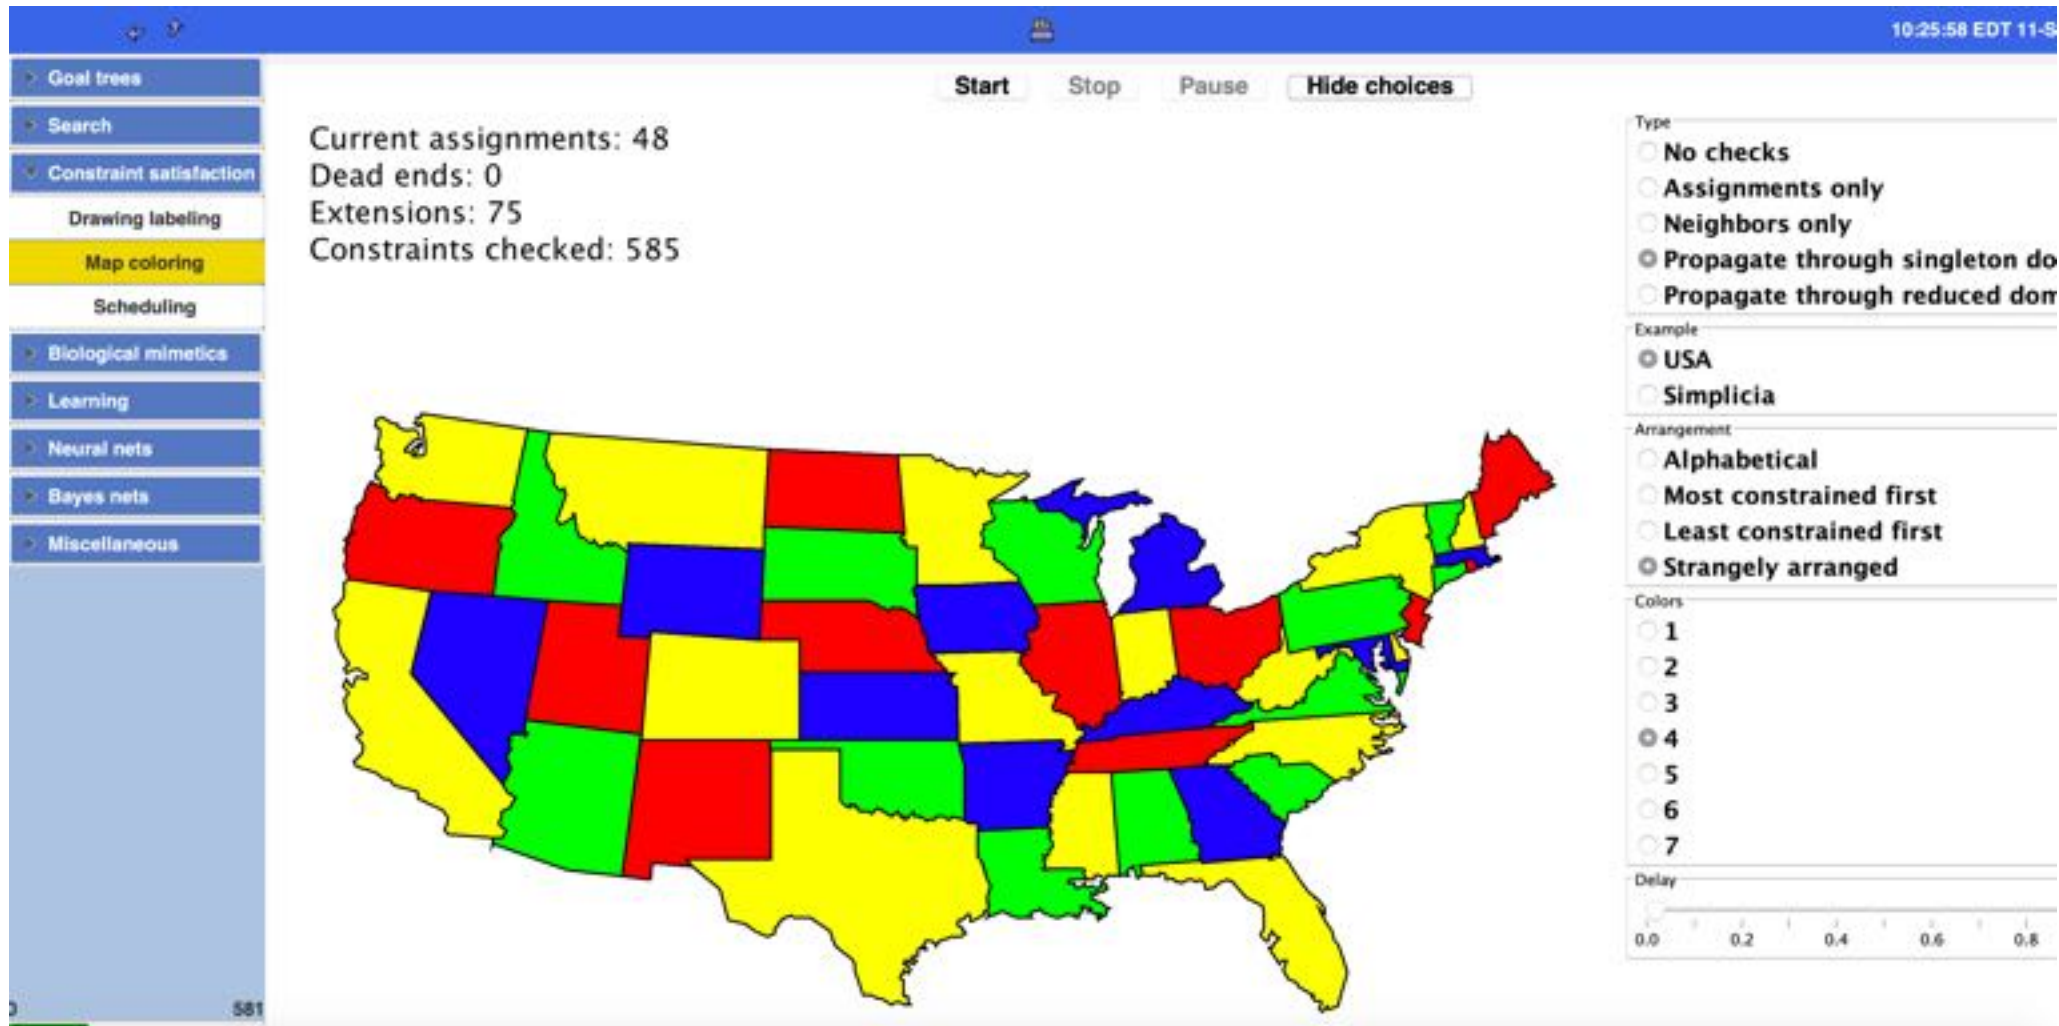 10:25:58 EDT 11-S
Goal trees
Search
Constraint satisfaction
Drawing labeling
Map coloring
Scheduling
Biological mimetics
Learning
Neural nets
Bayes nets
Miscellaneous
581
Start Stop Pause Hide choices
Current assignments: 48
Dead ends: 0
Extensions: 75
Constraints checked: 585
Type
No checks
Assignments only
Neighbors only
Propagate through singleton do
Propagate through reduced dom
Example
USA
Simplicia
Arrangement
Alphabetical
Most constrained first
Least constrained first
Strangely arranged
Colors
1
2
3
4
5
6
7
Delay
0.0 0.2 0.4 0.6 0.8